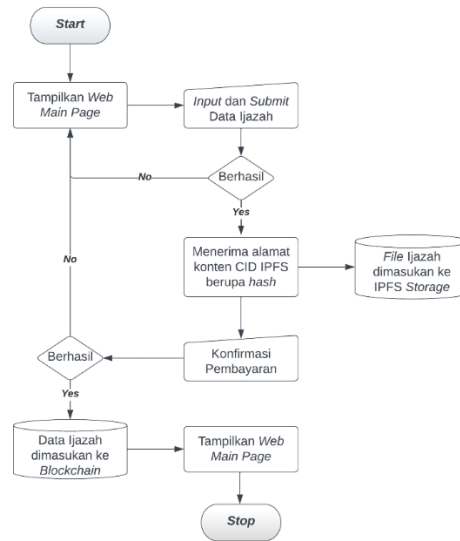 Start
Tampilkan Web
Main Page
Input dan Submit
Data Ijazah
Berhasil
No
Yes
Menerima alamat
konten CID IPFS
berupa hash
File Ijazah
dimasukan ke
IPFS Storage
No
Konfirmasi
Pembayaran
Berhasil
Yes
Data Ijazah
dimasukan ke
Blockchain
Tampilkan Web
Main Page
Stop